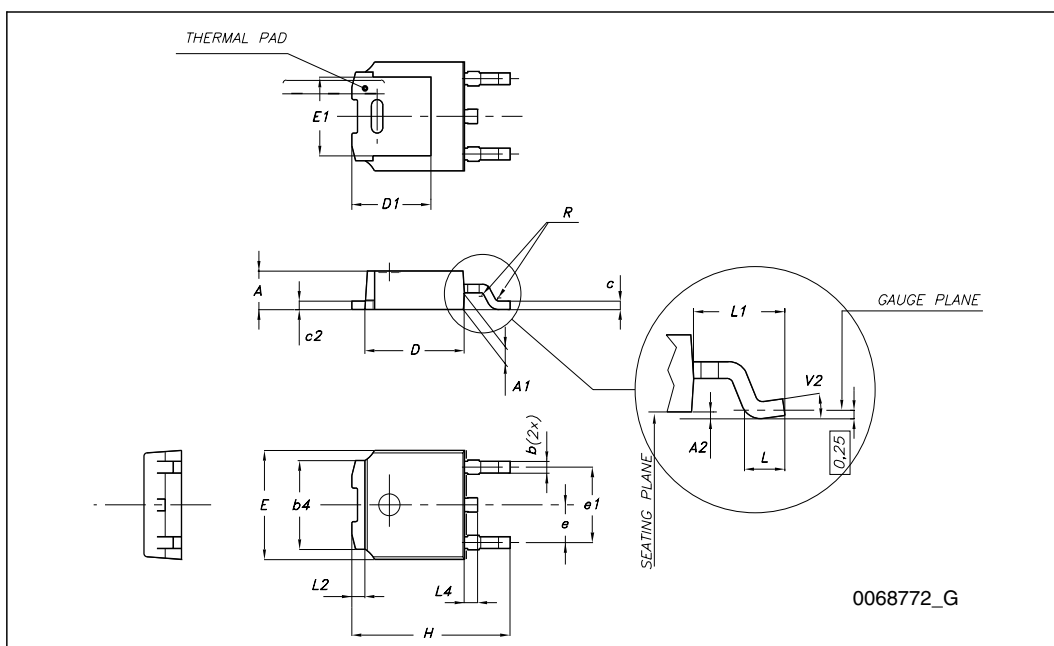 THERMAL PAD
E1
D1
R
A
c2
D
A1
c
L1
GAUGE PLANE
V2
A2
L
0,25
SEATING PLANE
b(2x)
E
b4
e
e1
L2
L4
H
0068772_G